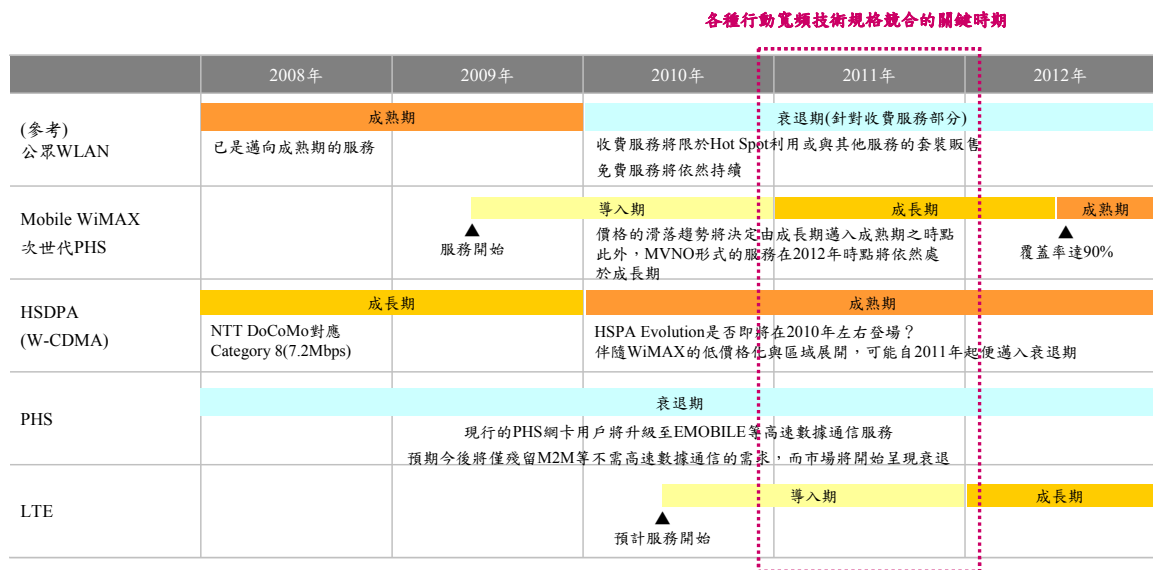 各種行動寬頻技術規格競合的關鍵時期
2008年 2009年 2010年 2011年 2012年
(參考)
公眾WLAN
成熟期
衰退期(針對收費服務部分)
已是邁向成熟期的服務
收費服務將限於Hot Spot利用或與其他服務的套裝販售
免費服務將依然持續
Mobile WiMAX
次世代PHS
導入期
成長期
成熟期
▲
服務開始
價格的滑落趨勢將決定由成長期邁入成熟期之時點
此外，MVNO形式的服務在2012年時點將依然處
於成長期
▲
覆蓋率達90%
HSDPA
(W-CDMA)
成長期
成熟期
NTT DoCoMo對應
Category 8(7.2Mbps)
HSPA Evolution是否即將在2010年左右登場？
伴隨WiMAX的低價格化與區域展開，可能自2011年起便邁入衰退期
PHS
衰退期
現行的PHS網卡用戶將升級至EMOBILE等高速數據通信服務
預期今後將僅殘留M2M等不需高速數據通信的需求，而市場將開始呈現衰退
LTE
導入期
成長期
▲
預計服務開始